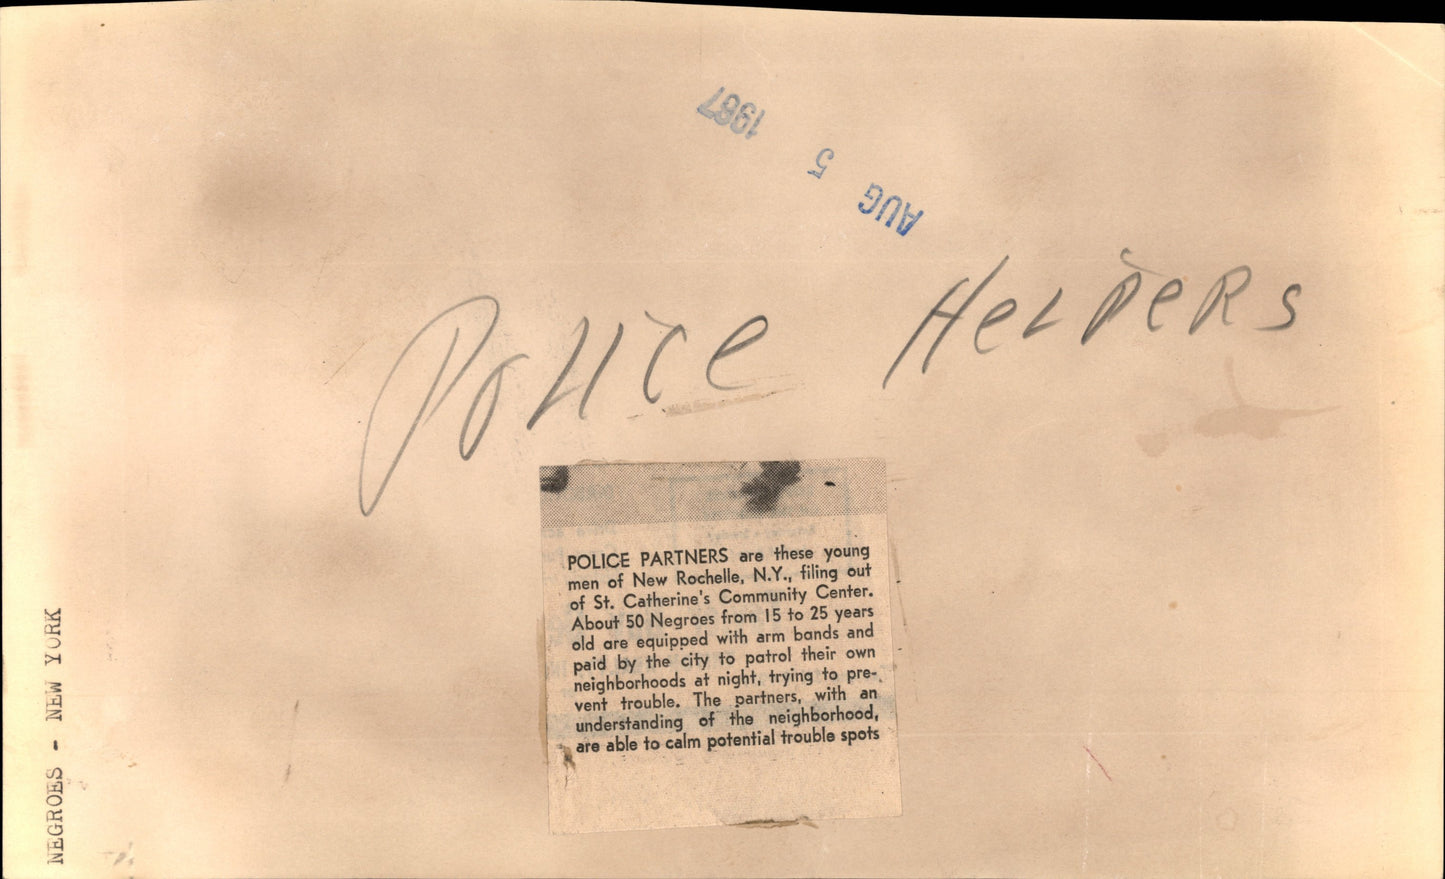 1967
5
AUG
Police Helpers
POLICE PARTNERS are these young
men of New Rochelle, N.Y., filing out
of St. Catherine's Community Center.
About 50 Negroes from 15 to 25 years
old are equipped with arm bands and
paid by the city to patrol their own
neighborhoods at night, trying to pre-
vent trouble. The partners, with an
understanding of the neighborhood,
are able to calm potential trouble spots
NEGROES - NEW YORK